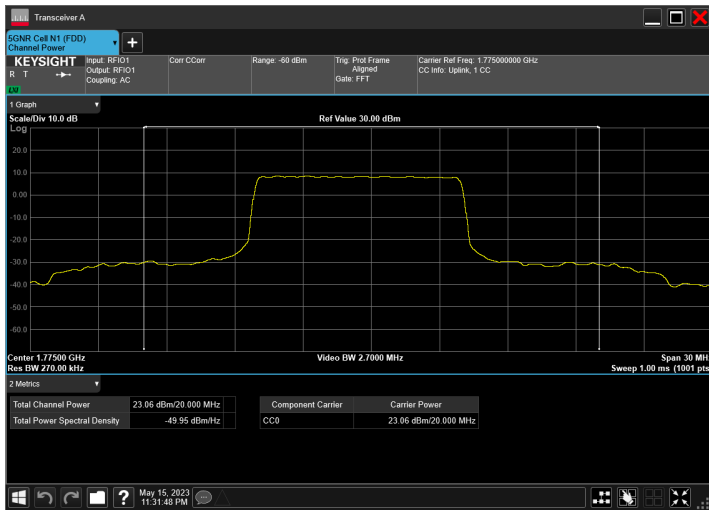 Transceiver A
5GNR Cell N1 (FDD)
Channel Power
KEYSIGHT
R T
LXI
Input: RFIO1
Output: RFIO1
Coupling: AC
Corr CCorr
Range: -60 dBm
Trig: Prot Frame
Aligned
Gate: FFT
Carrier Ref Freq: 1.775000000 GHz
CC Info: Uplink, 1 CC
1 Graph
Scale/Div 10.0 dB
Ref Value 30.00 dBm
Log
20.0
10.0
0.00
-10.0
-20.0
-30.0
-40.0
-50.0
-60.0
Center 1.77500 GHz
Video BW 2.7000 MHz
Span 30 MH
Res BW 270.00 kHz
Sweep 1.00 ms (1001 pts
2 Metrics
Total Channel Power 23.06 dBm/20.000 MHz
Total Power Spectral Density -49.95 dBm/Hz
Component Carrier Carrier Power
CC0 23.06 dBm/20.000 MHz
May 15, 2023
11:31:48 PM